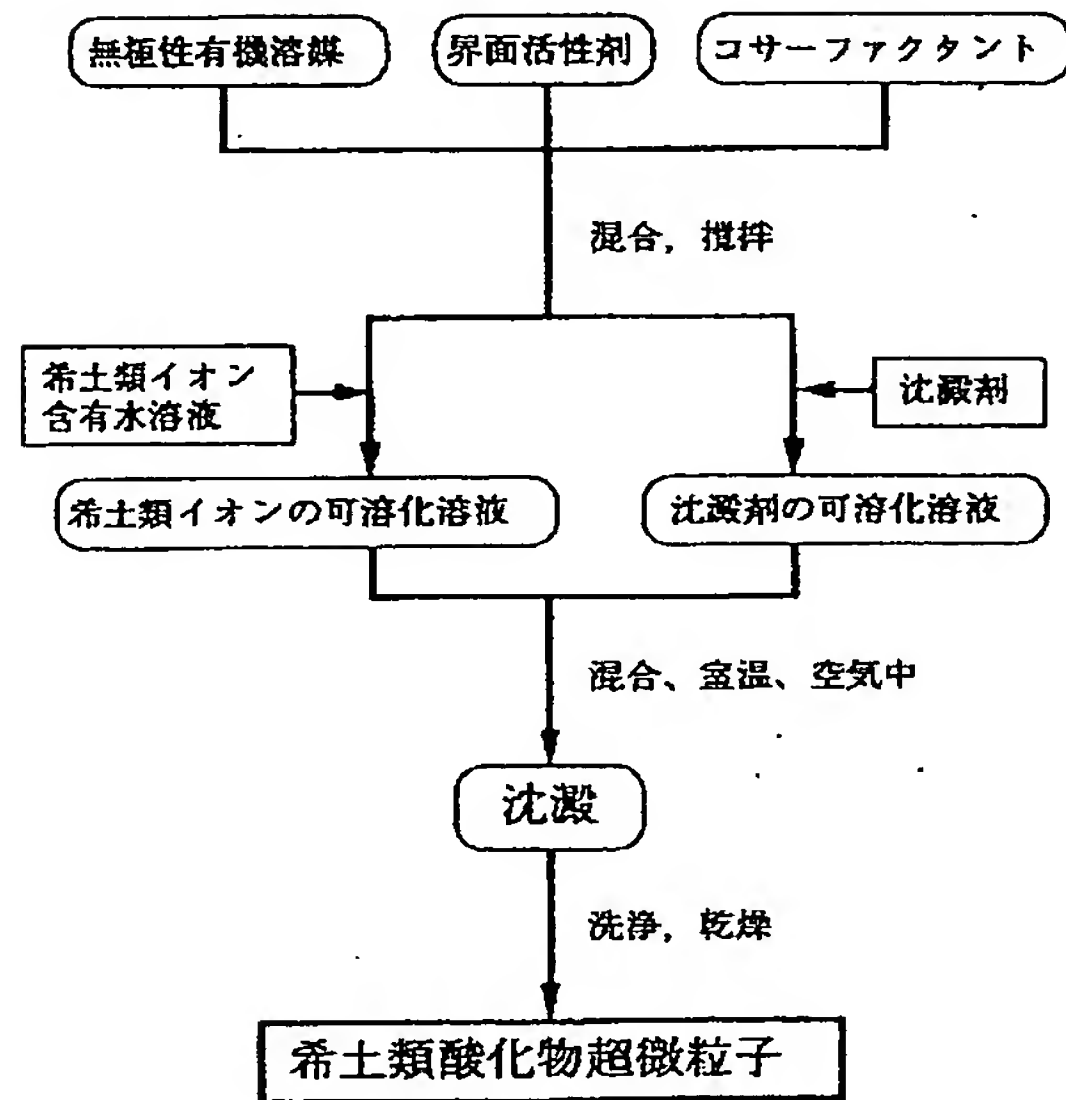 無極性有機溶媒
界面活性剤
コサーファクタント
混合，撹拌
希土類イオン
含有水溶液
沈澱剤
希土類イオンの可溶化溶液
沈澱剤の可溶化溶液
混合、室温、空気中
沈澱
洗浄，乾燥
希土類酸化物超微粒子